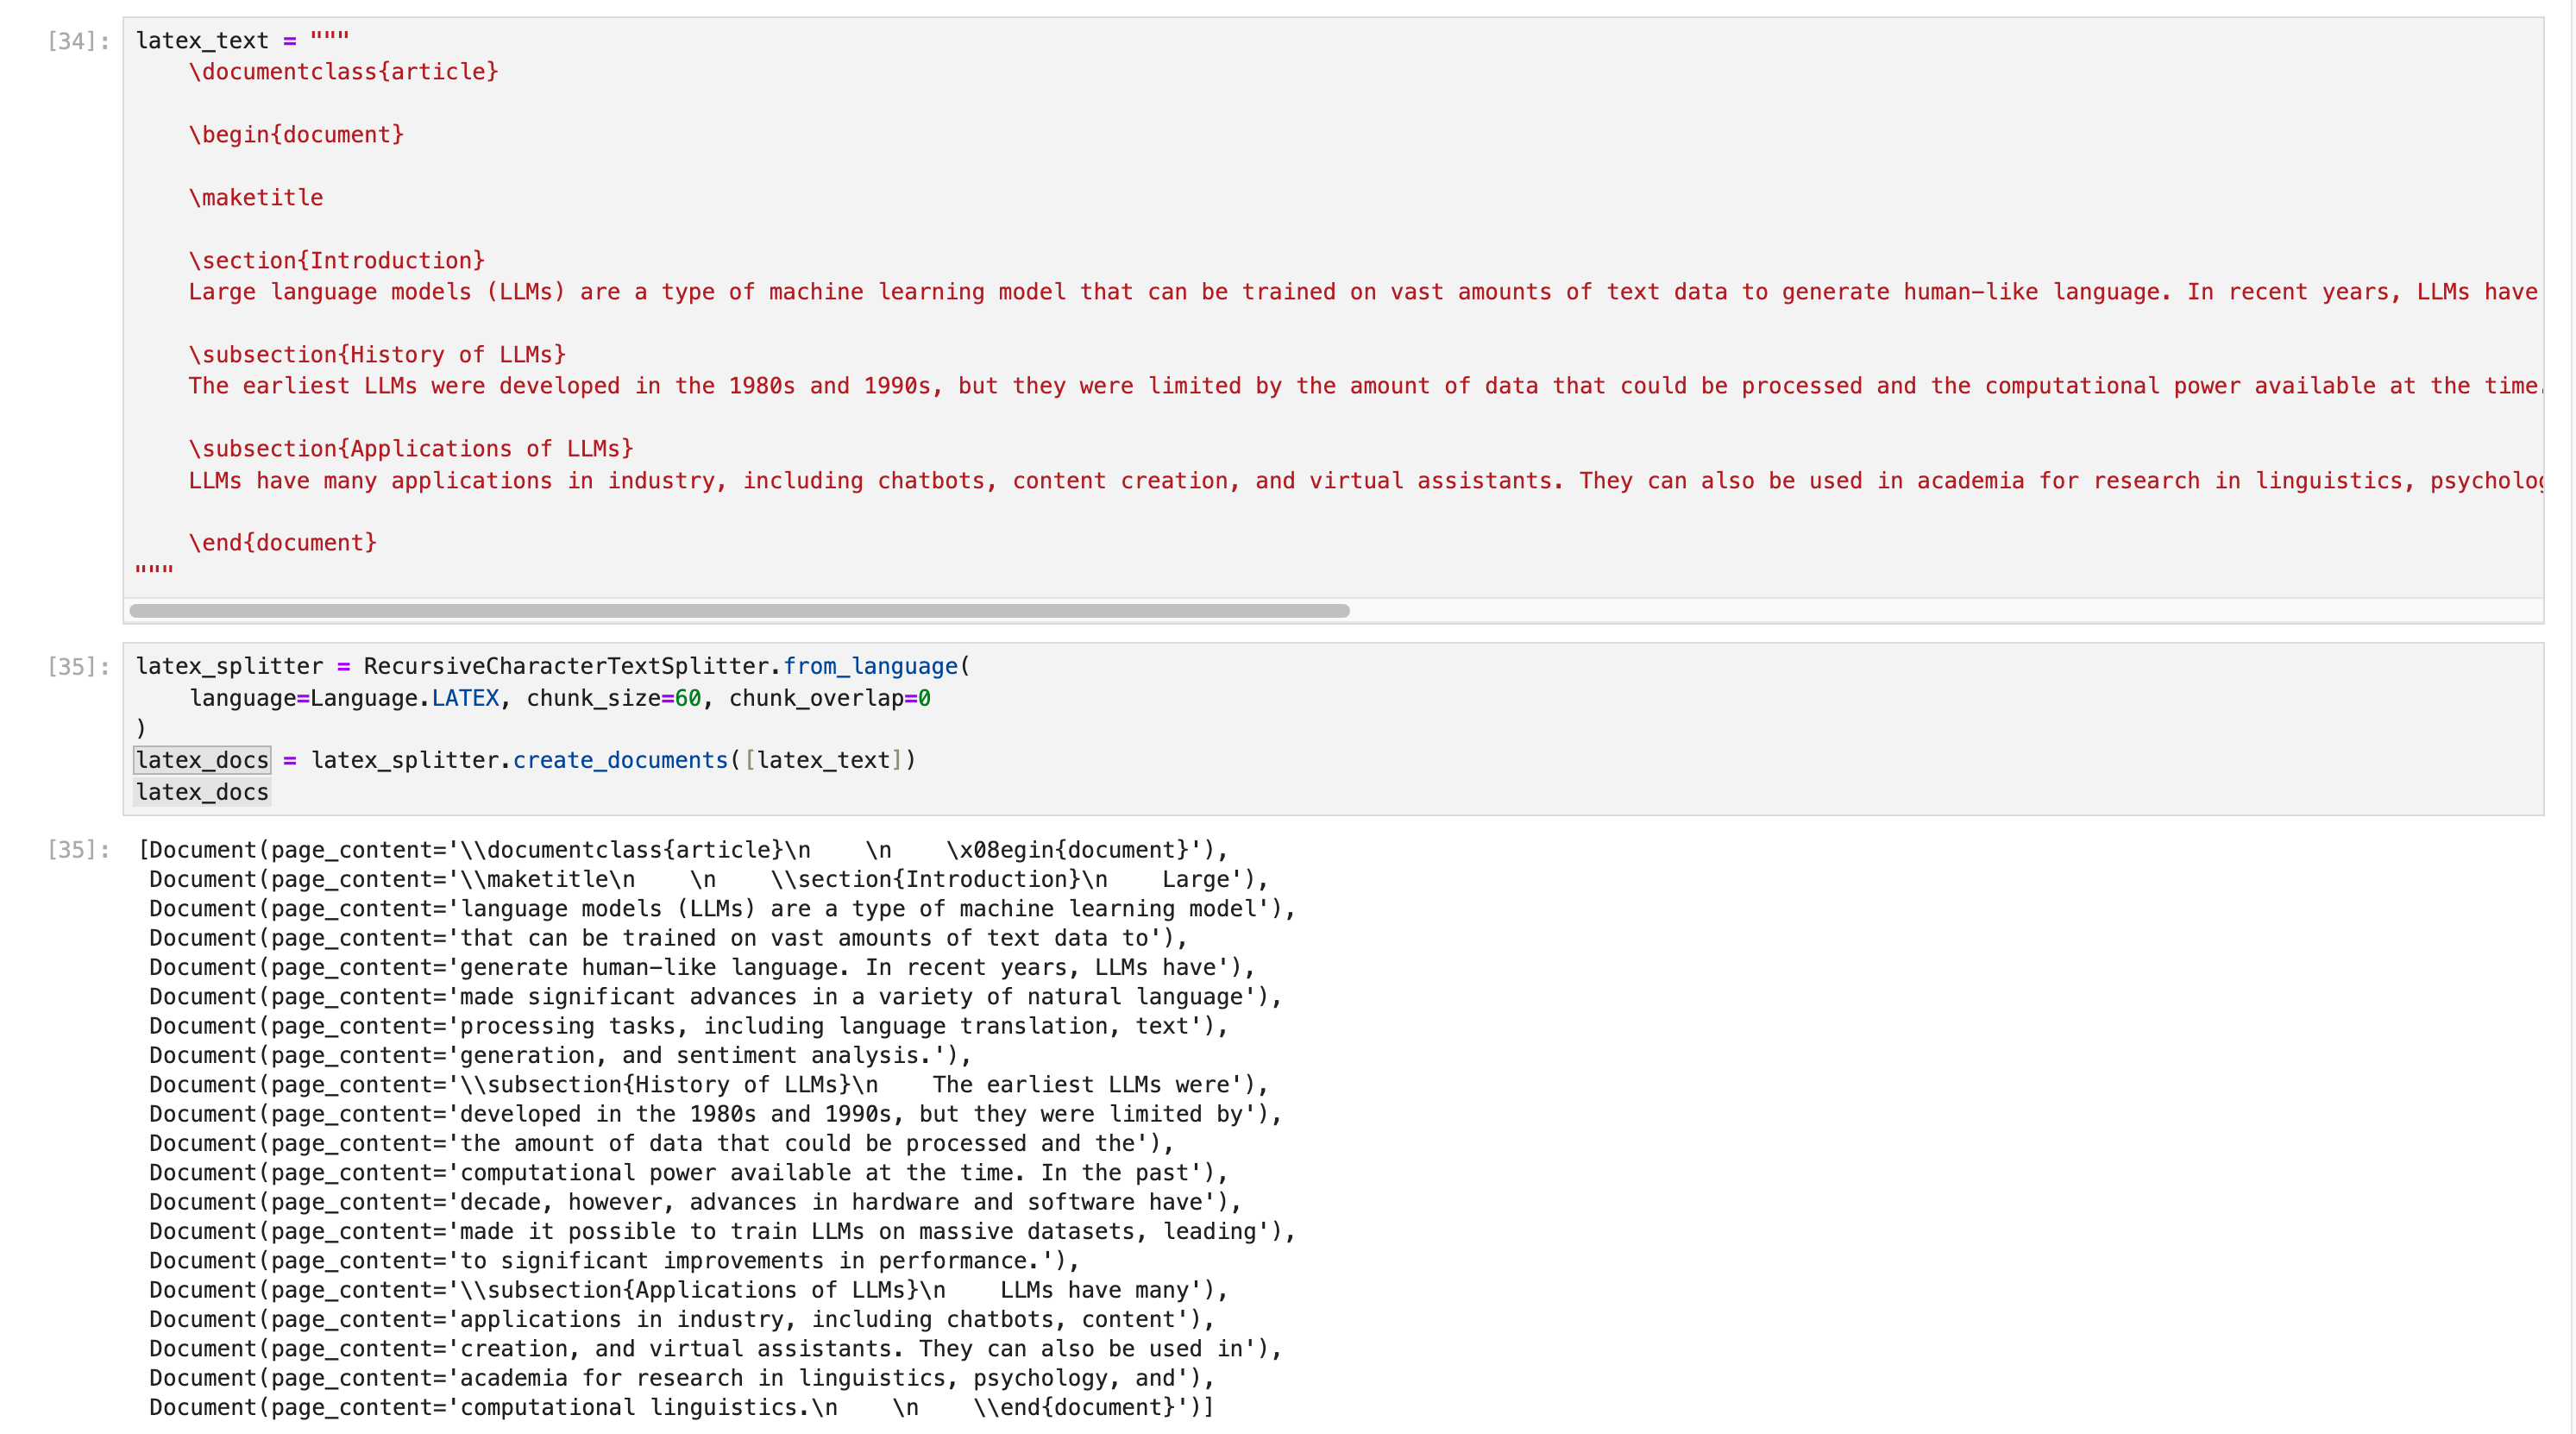 [34]: latex_text = """
    \documentclass{article}
    \begin{document}
    \maketitle
    \section{Introduction}
    Large language models (LLMs) are a type of machine learning model that can be trained on vast amounts of text data to generate human-like language. In recent years, LLMs have
    \subsection{History of LLMs}
    The earliest LLMs were developed in the 1980s and 1990s, but they were limited by the amount of data that could be processed and the computational power available at the time.
    \subsection{Applications of LLMs}
    LLMs have many applications in industry, including chatbots, content creation, and virtual assistants. They can also be used in academia for research in linguistics, psycholog
    \end{document}
"""
[35]: latex_splitter = RecursiveCharacterTextSplitter.from_language(
    language=Language.LATEX, chunk_size=60, chunk_overlap=0
)
latex_docs = latex_splitter.create_documents([latex_text])
latex_docs
[35]: [Document(page_content='\\documentclass{article}\n    \n    \x08egin{document}'),
 Document(page_content='\\maketitle\n    \n    \\section{Introduction}\n    Large'),
 Document(page_content='language models (LLMs) are a type of machine learning model'),
 Document(page_content='that can be trained on vast amounts of text data to'),
 Document(page_content='generate human-like language. In recent years, LLMs have'),
 Document(page_content='made significant advances in a variety of natural language'),
 Document(page_content='processing tasks, including language translation, text'),
 Document(page_content='generation, and sentiment analysis.'),
 Document(page_content='\\subsection{History of LLMs}\n    The earliest LLMs were'),
 Document(page_content='developed in the 1980s and 1990s, but they were limited by'),
 Document(page_content='the amount of data that could be processed and the'),
 Document(page_content='computational power available at the time. In the past'),
 Document(page_content='decade, however, advances in hardware and software have'),
 Document(page_content='made it possible to train LLMs on massive datasets, leading'),
 Document(page_content='to significant improvements in performance.'),
 Document(page_content='\\subsection{Applications of LLMs}\n    LLMs have many'),
 Document(page_content='applications in industry, including chatbots, content'),
 Document(page_content='creation, and virtual assistants. They can also be used in'),
 Document(page_content='academia for research in linguistics, psychology, and'),
 Document(page_content='computational linguistics.\n    \n    \\end{document}')]